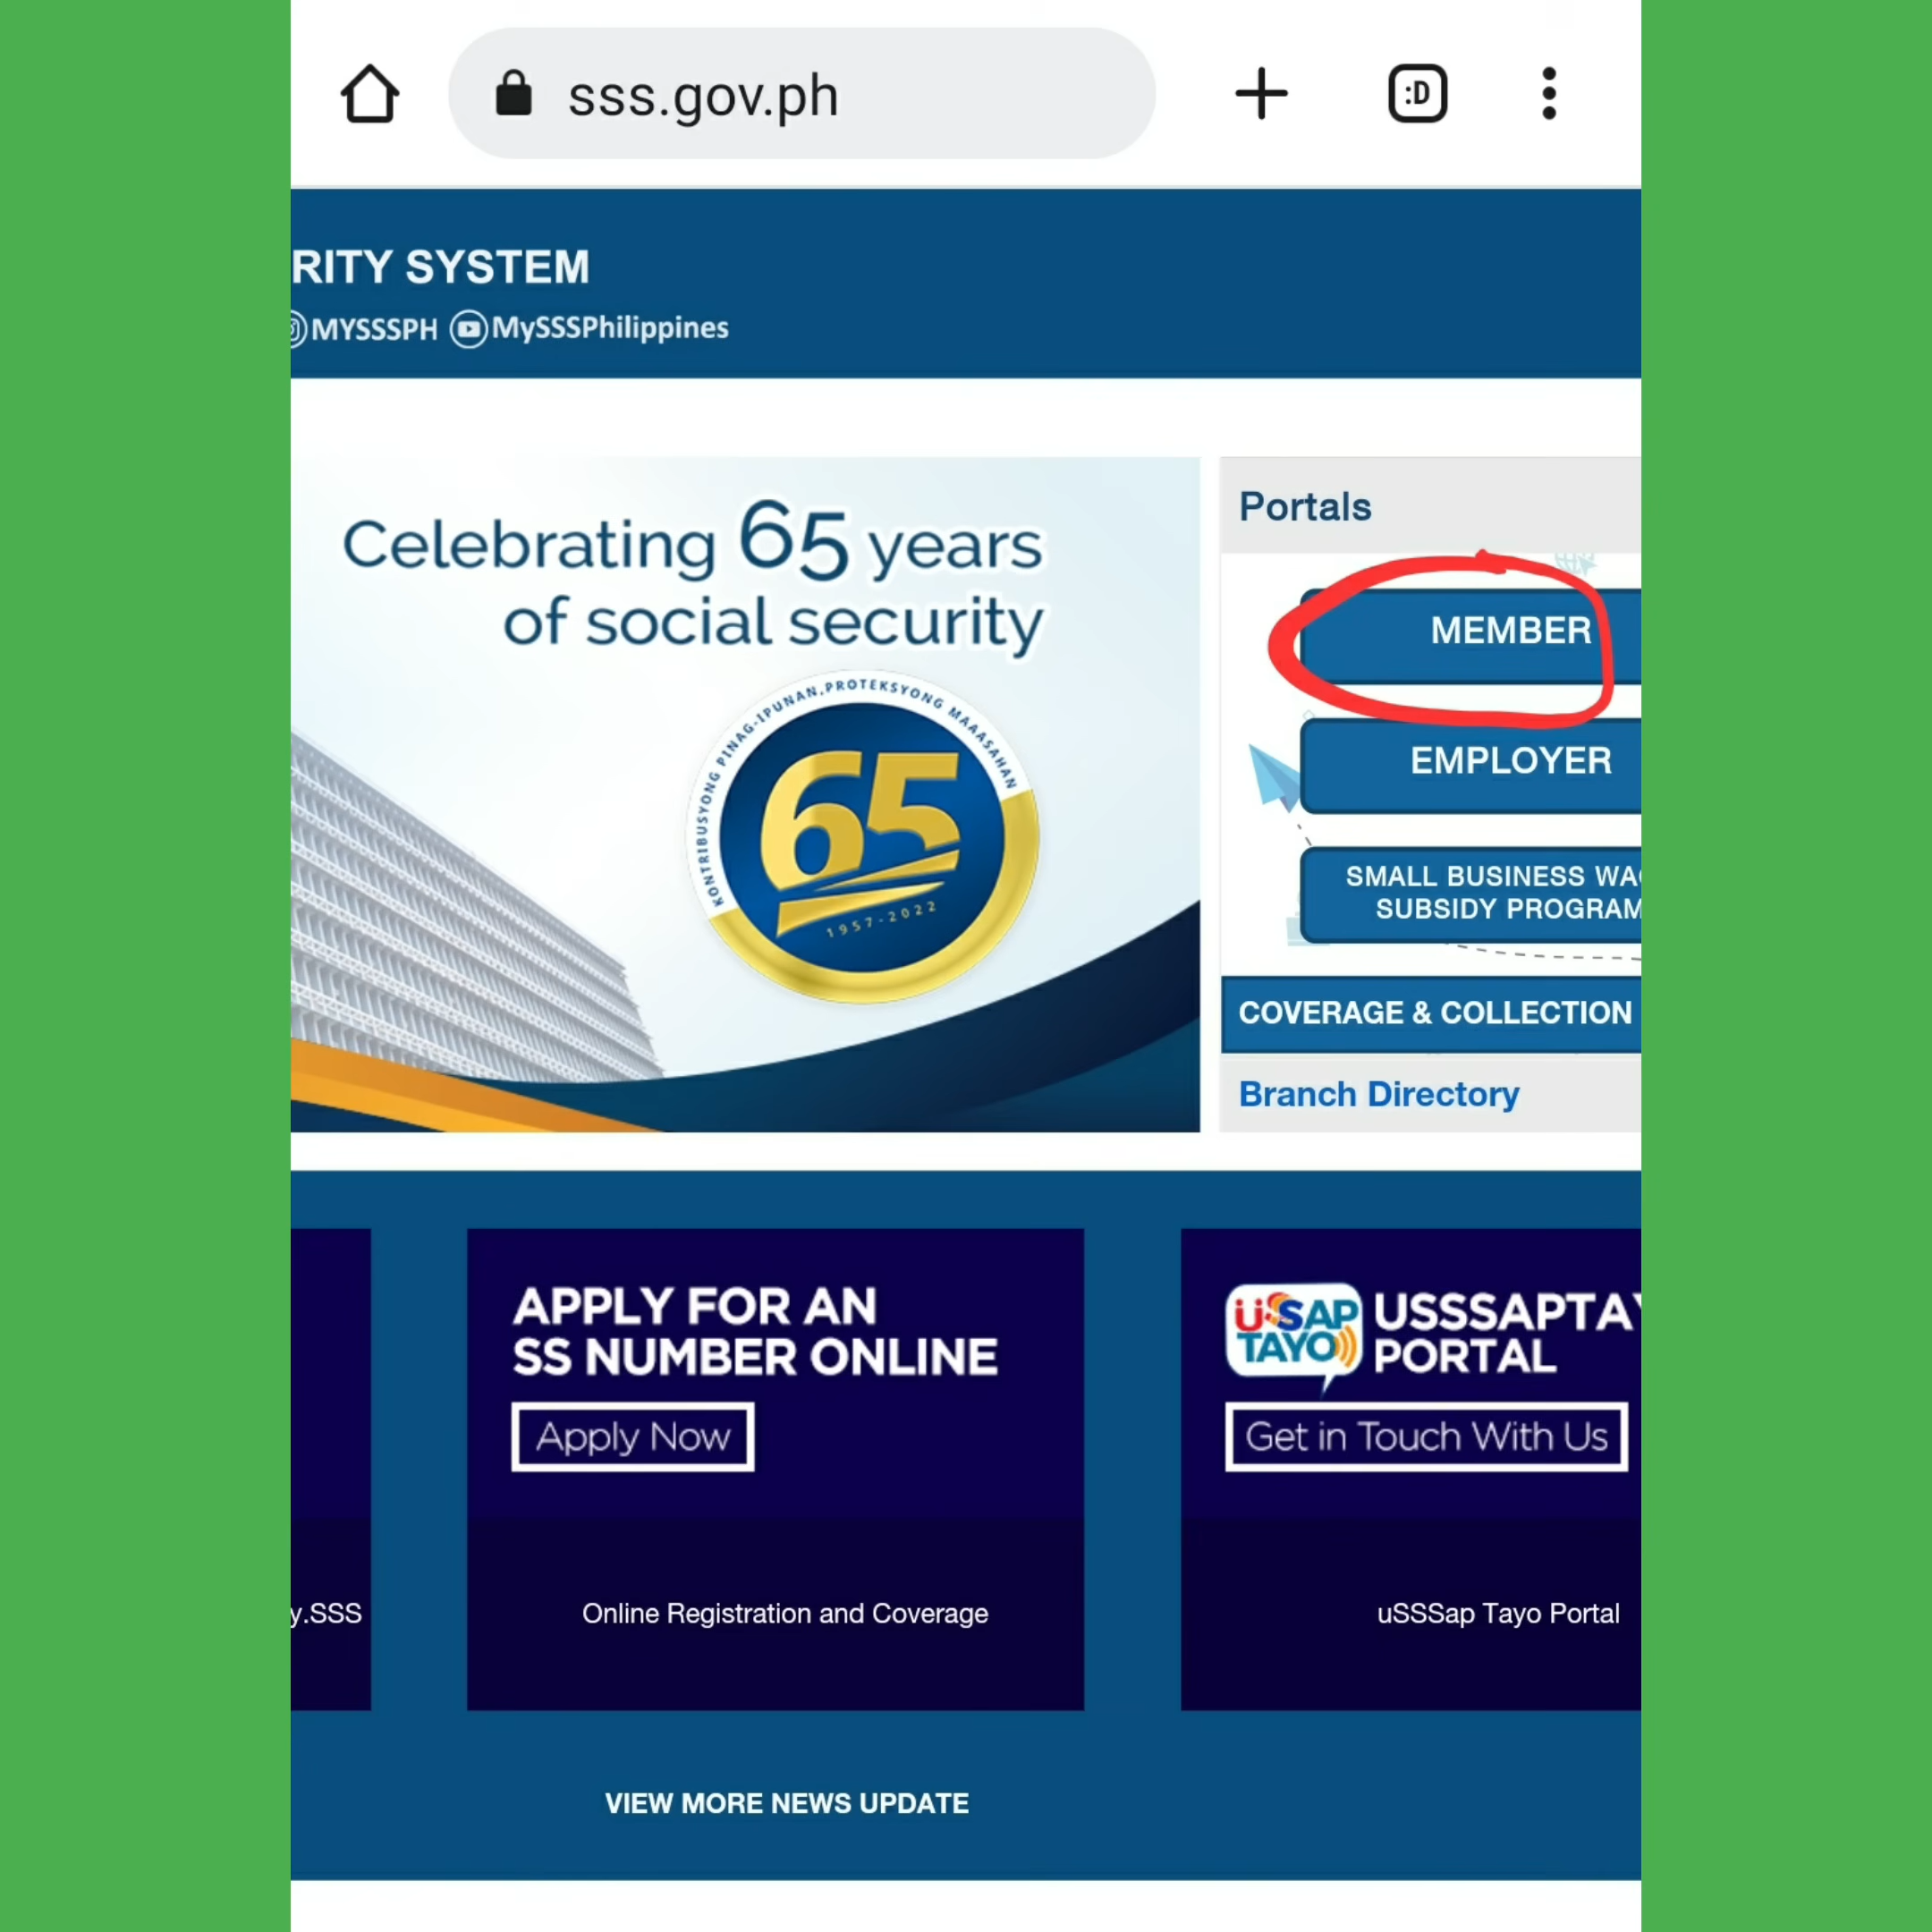 sss.gov.ph
:D
RITY SYSTEM
MYSSSPH MySSSPhilippines
Celebrating 65 years
of social security
KONTRIBUSYONG PINAG-IPUNAN, PROTEKSYONG MAAASAHAN
65
1957-2022
Portals
MEMBER
EMPLOYER
SMALL BUSINESS WA
SUBSIDY PROGRAM
COVERAGE & COLLECTION
Branch Directory
APPLY FOR AN
SS NUMBER ONLINE
Apply Now
Online Registration and Coverage
USSAP
TAYO
USSSAPTA
PORTAL
Get in Touch With Us
uSSSap Tayo Portal
y.SSS
VIEW MORE NEWS UPDATE